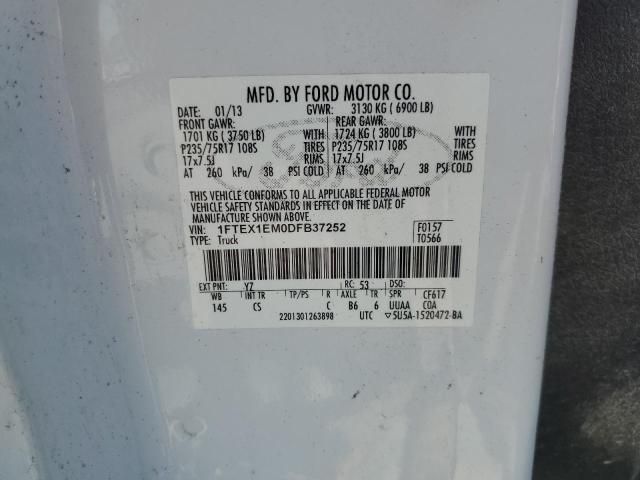 MFD. BY FORD MOTOR CO.
DATE: 01/13 GVWR: 3130 KG ( 6900 LB)
FRONT GAWR: REAR GAWR:
1701 KG ( 3750 LB) WITH 1724 KG ( 3800 LB) WITH
P235/75R17 108S TIRES P235/75R17 108S TIRES
17x7.5J RIMS 17x7.5J RIMS
AT 260 kPa/ 38 PSI COLD AT 260 kPa/ 38 PSI COLD
THIS VEHICLE CONFORMS TO ALL APPLICABLE FEDERAL MOTOR
VEHICLE SAFETY STANDARDS IN EFFECT ON THE DATE OF
MANUFACTURE SHOWN ABOVE.
VIN: 1FTEX1EM0DFB37252 F0157
TYPE: Truck T0566
EXT PNT: YZ RC: 53 DSO:
WB INT TR TP/PS R AXLE TR SPR CF617
145 CS C B6 6 UUAA COA
2201301263898 UTC ▽5U5A-1520472-BA